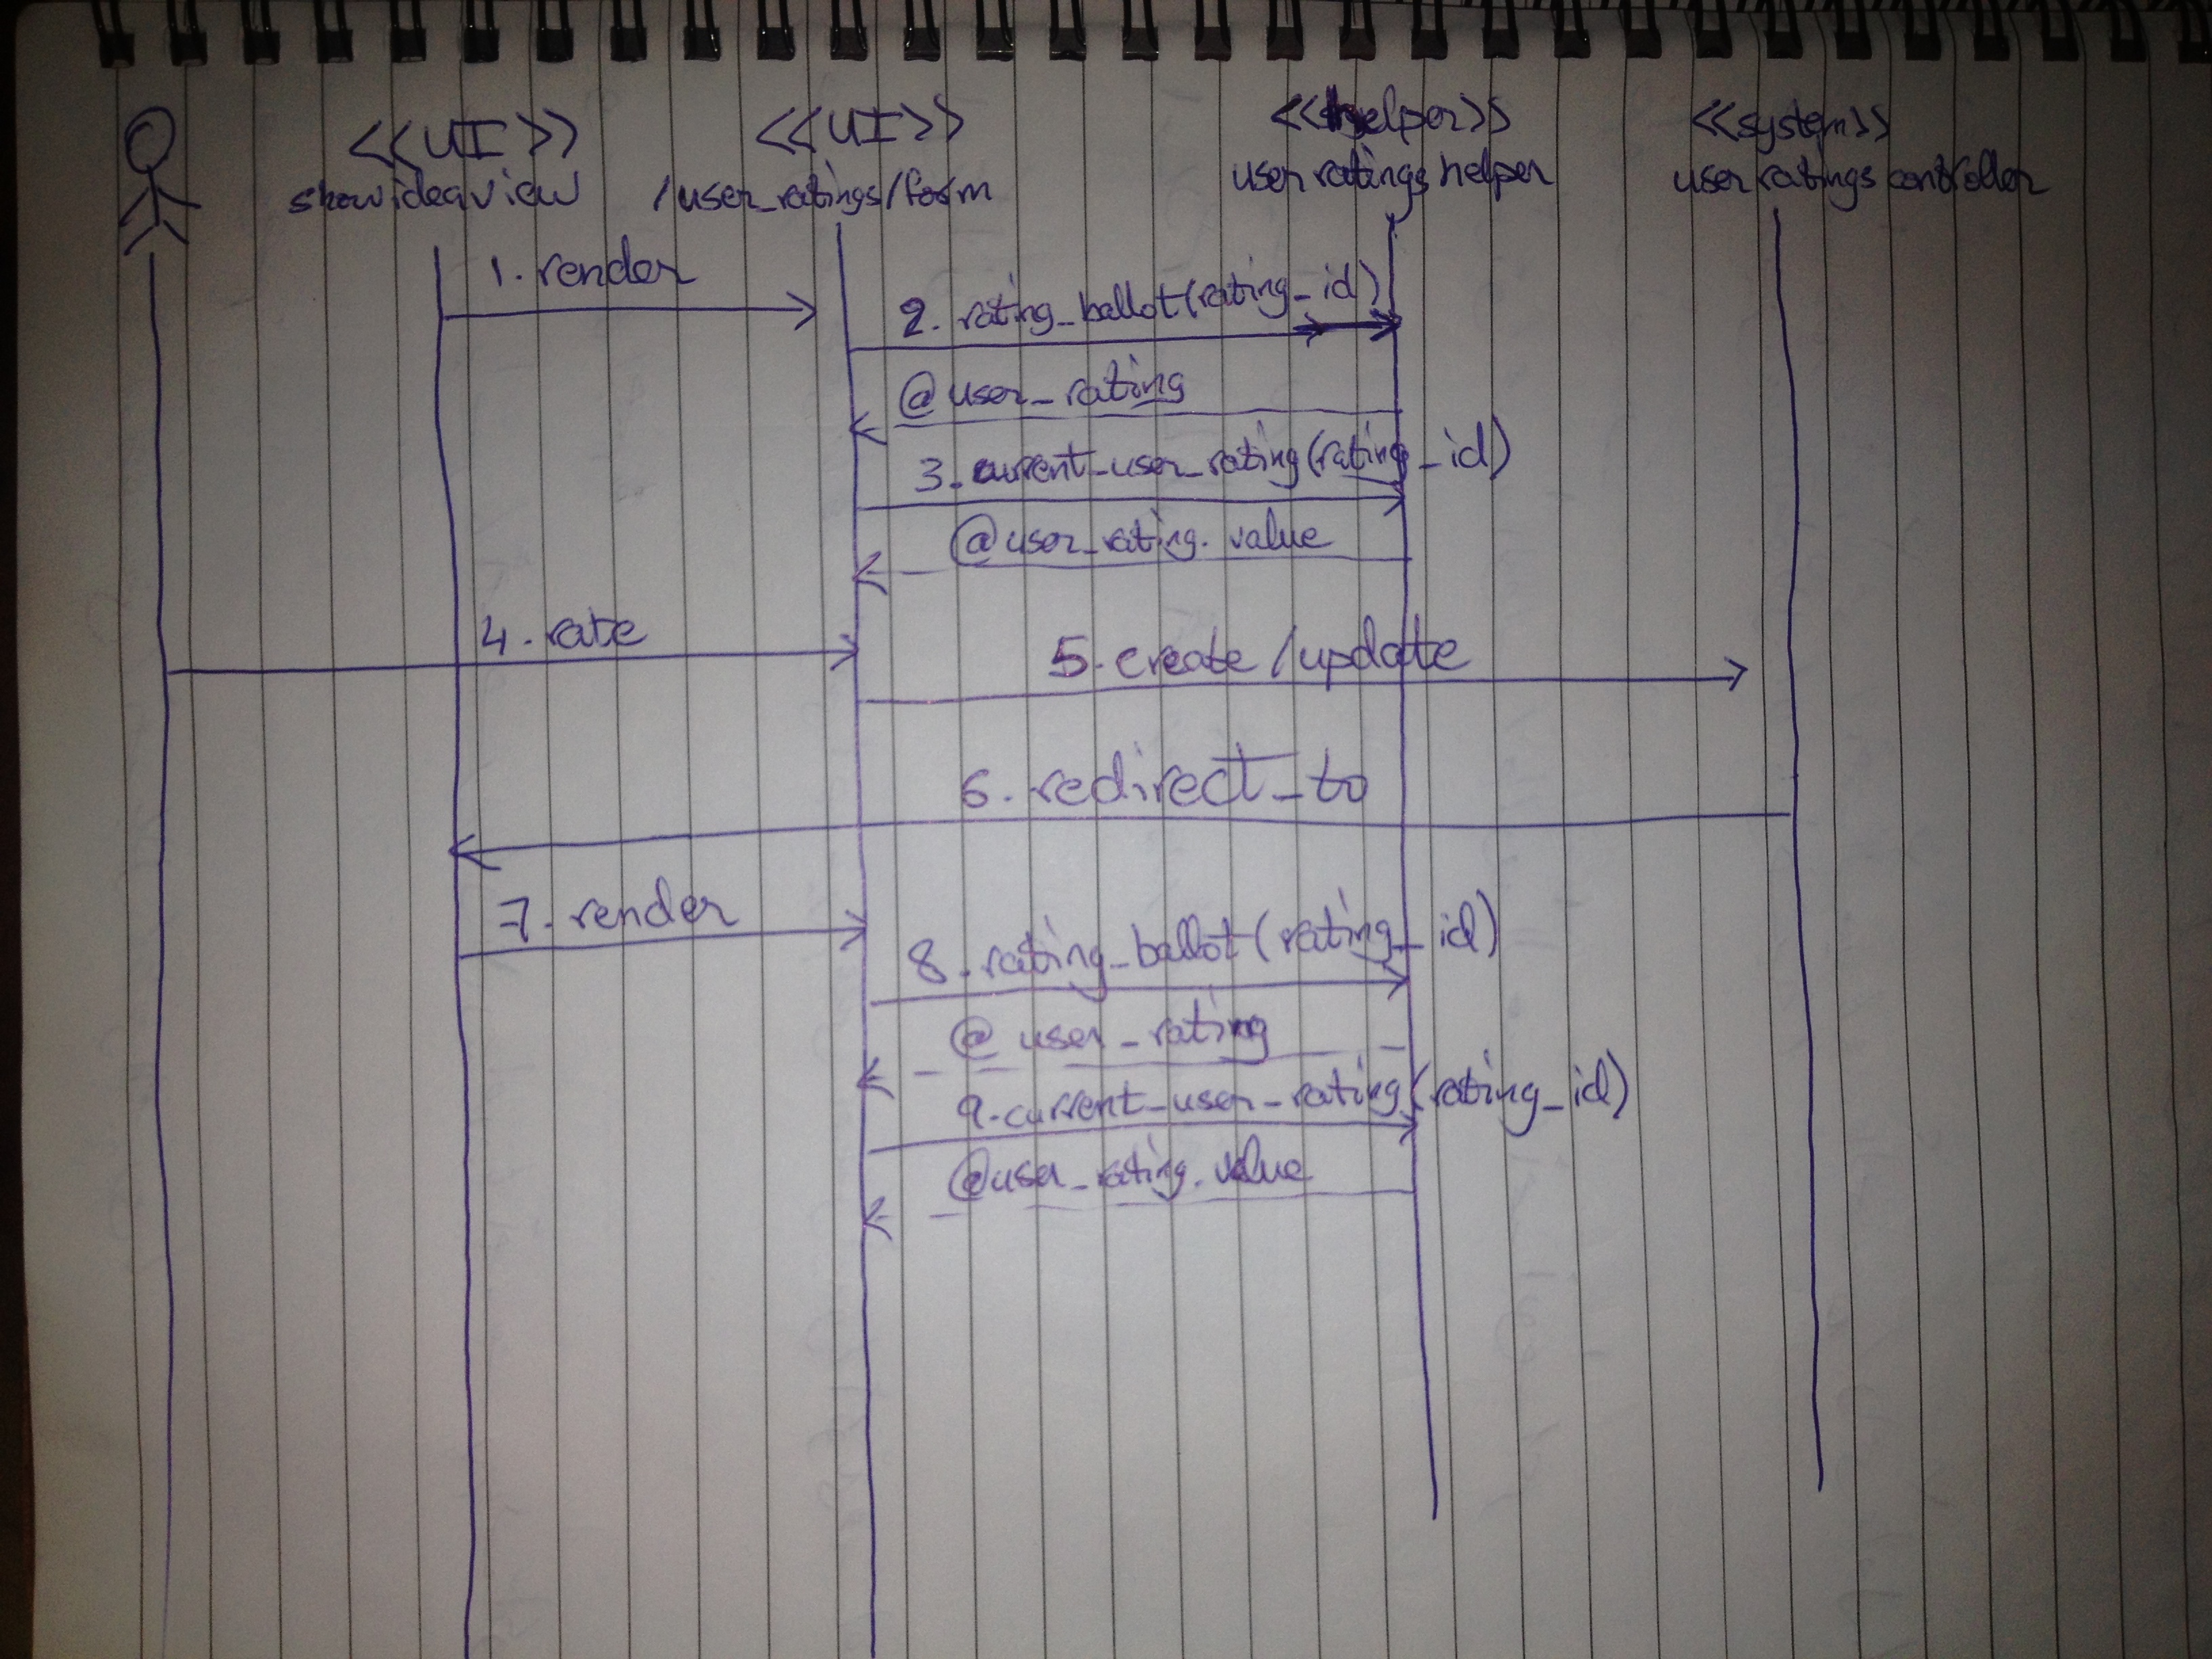 <<UI>>
show idea view
<<UI>>
/user_ratings/form
<<helper>>
user ratings helper
<<system>>
user ratings controller
1. render
2. rating_ballot(rating_id)
@user_rating
3. current_user_rating(rating_id)
@user_rating.value
4. rate
5. create/update
6. redirect_to
7. render
8. rating_ballot(rating_id)
@user_rating
9. current_user_rating(rating_id)
@user_rating.value